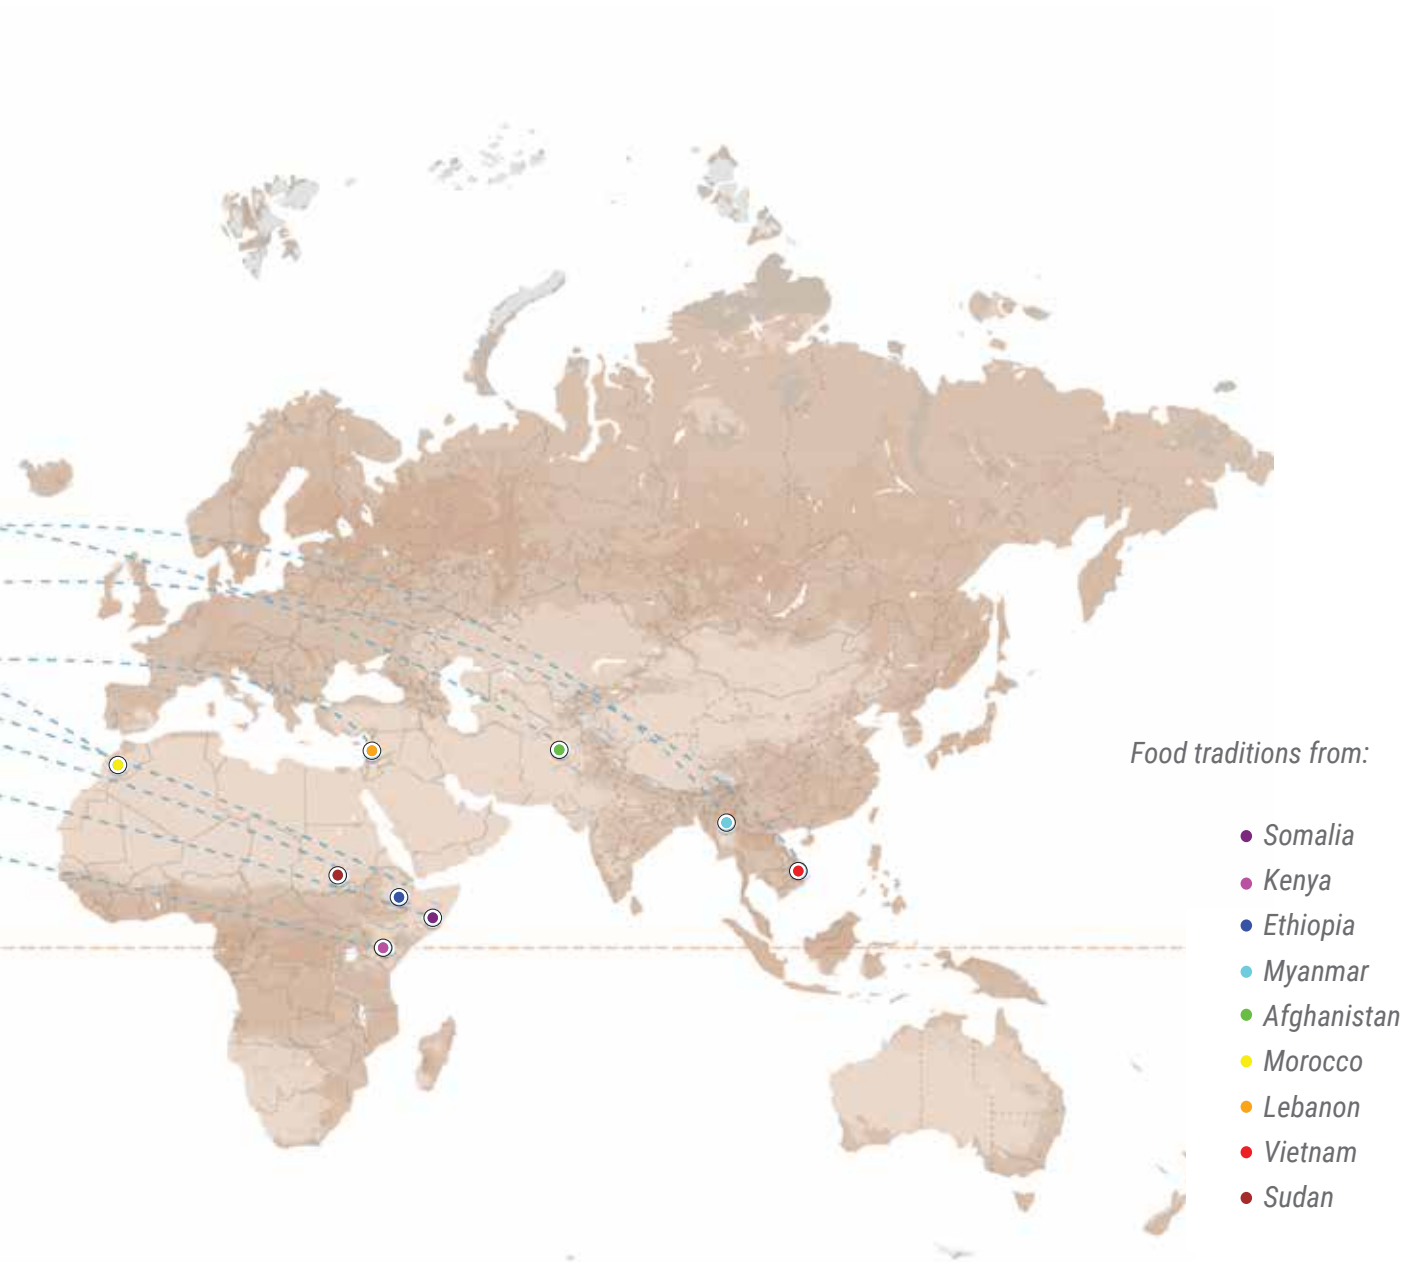 Food traditions from:
Somalia
Kenya
Ethiopia
Myanmar
Afghanistan
Morocco
Lebanon
Vietnam
Sudan